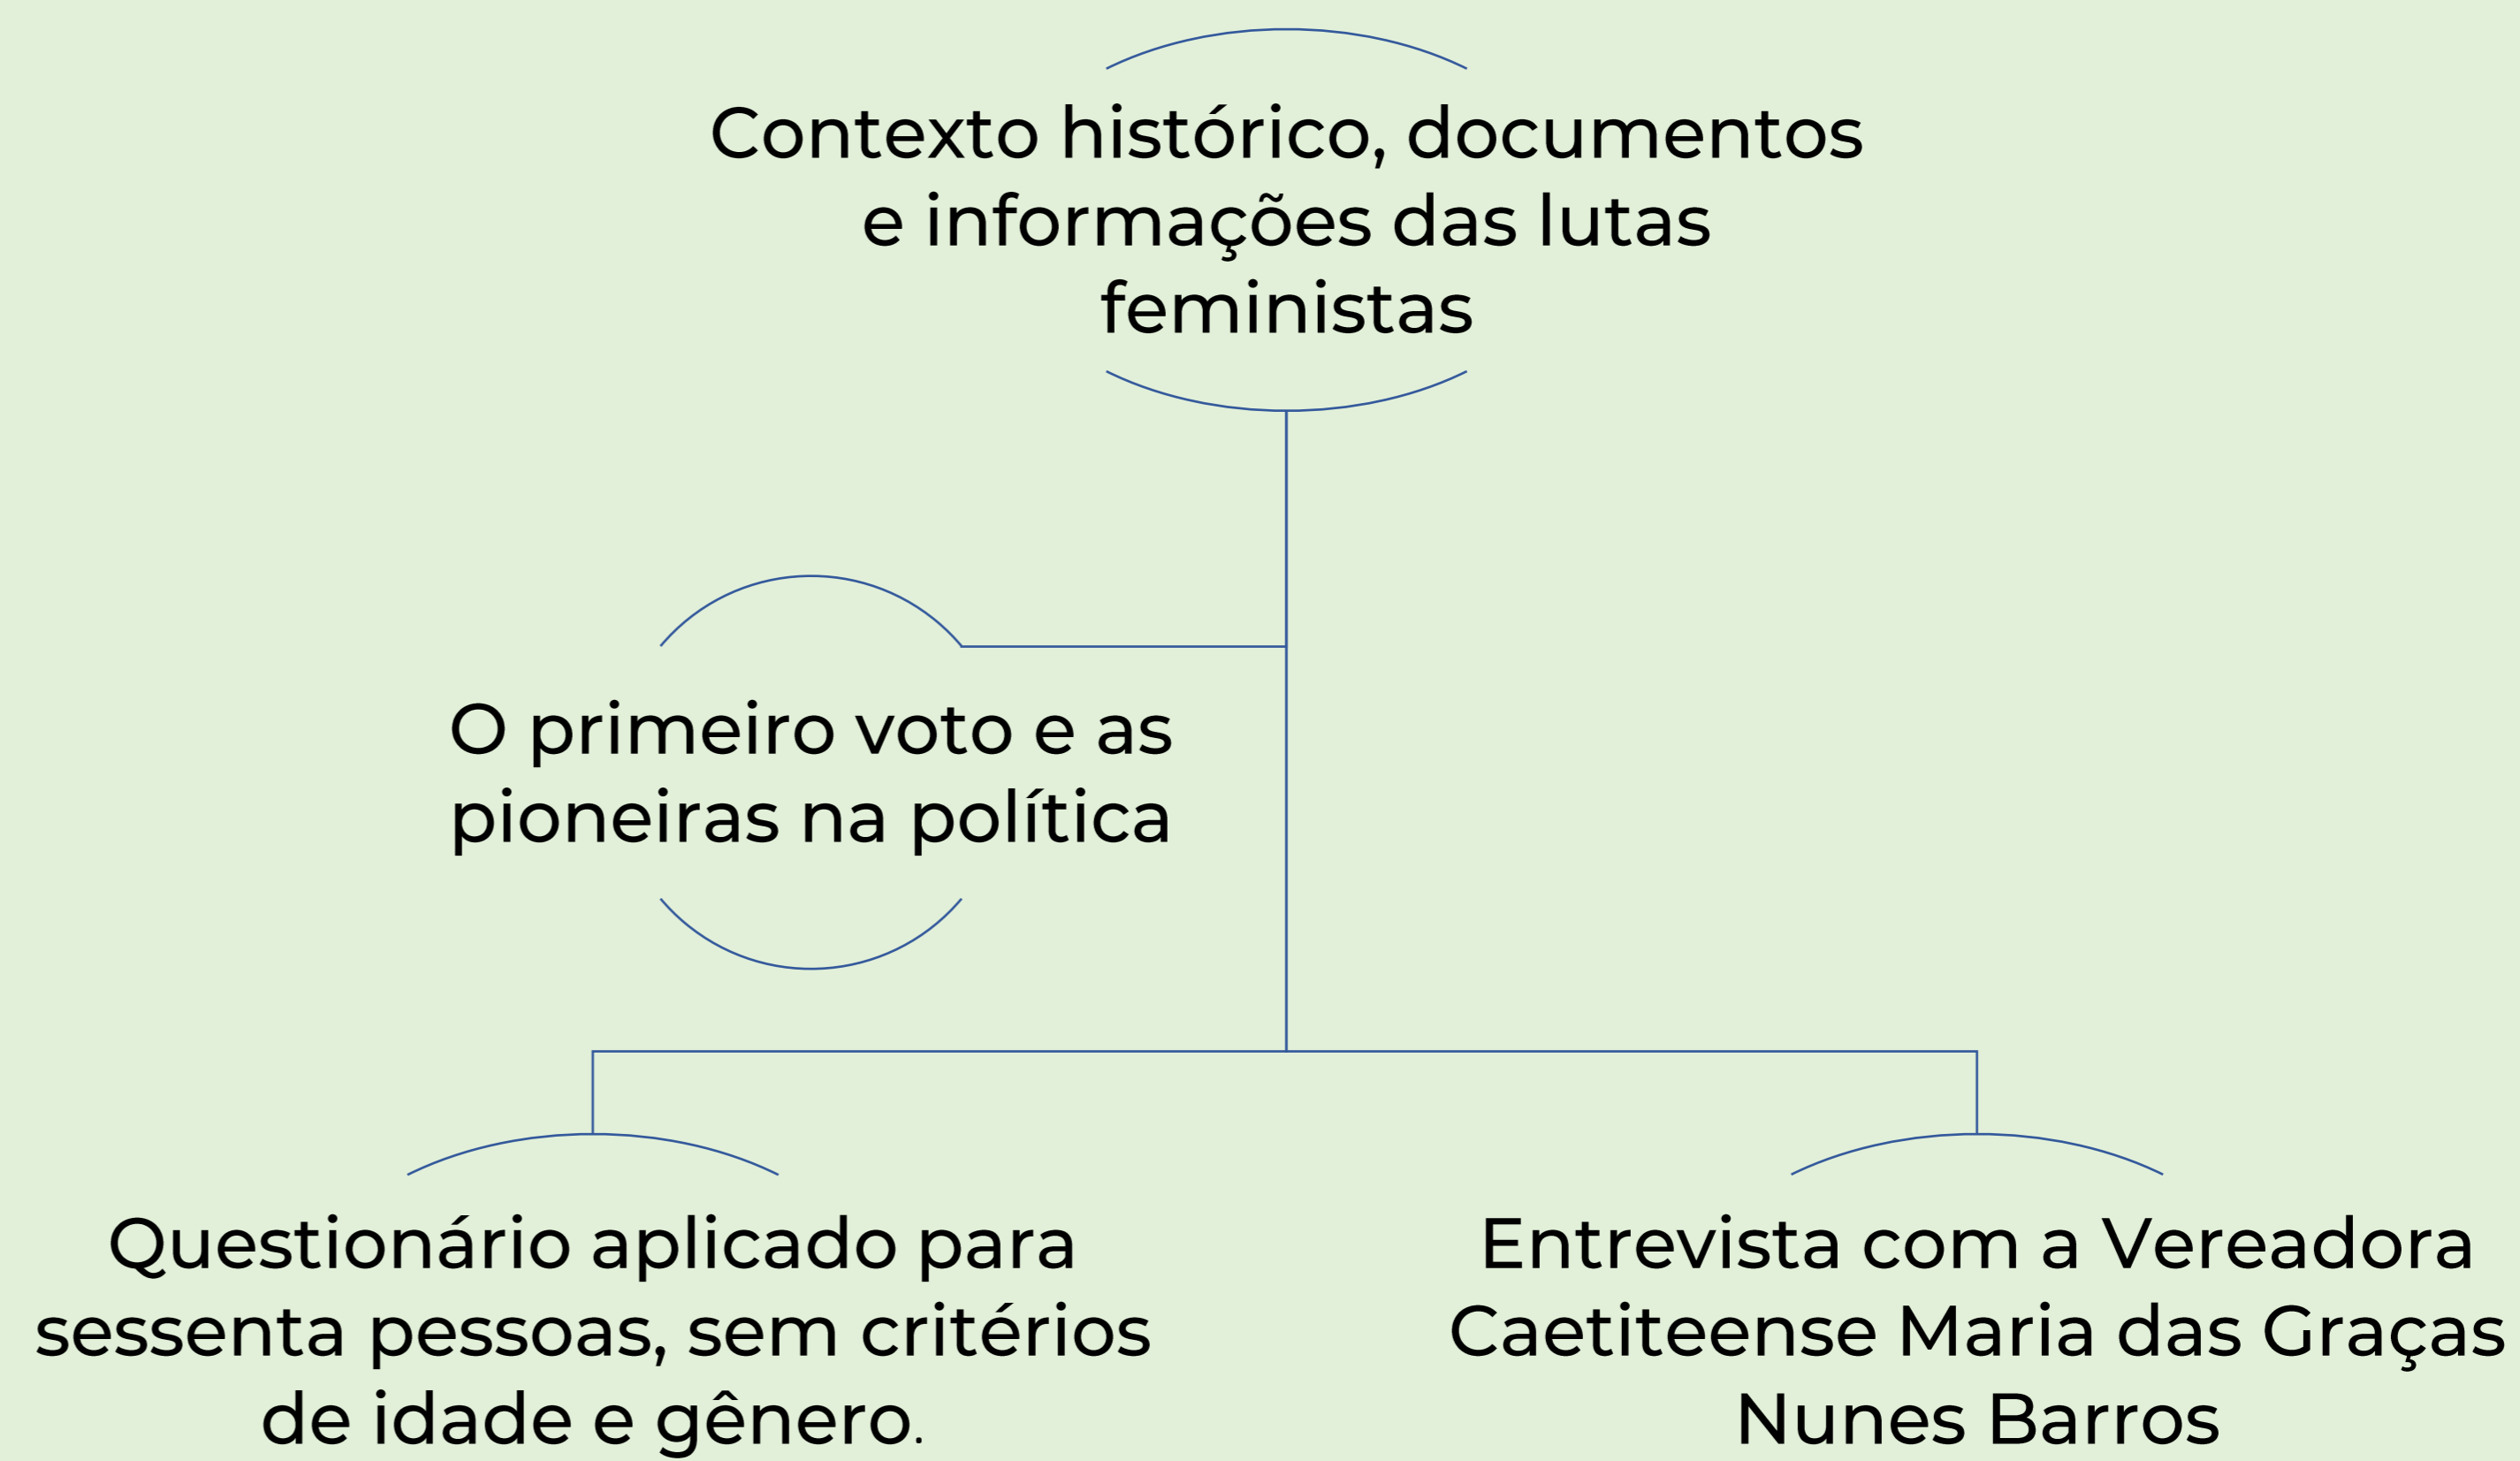 Contexto histórico, documentos
e informações das lutas
feministas
O primeiro voto e as
pioneiras na política
Questionário aplicado para
sessenta pessoas, sem critérios
de idade e gênero.
Entrevista com a Vereadora
Caetiteense Maria das Graças
Nunes Barros